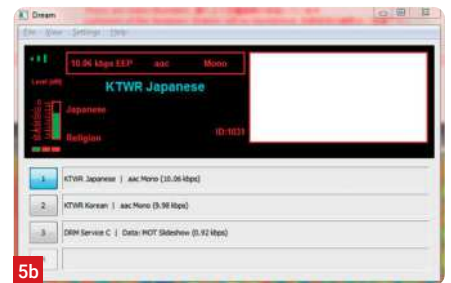 Dream
File View Settings Help
10.06 kbps EEP aac Mono
Level [dB]
KTWR Japanese
Japanese
Religion ID:1031
1 KTWR Japanese | aac Mono (10.06 kbps)
2 KTWR Korean | aac Mono (9.98 kbps)
3 DRM Service C | Data: MOT Slideshow (0.92 kbps)
5b